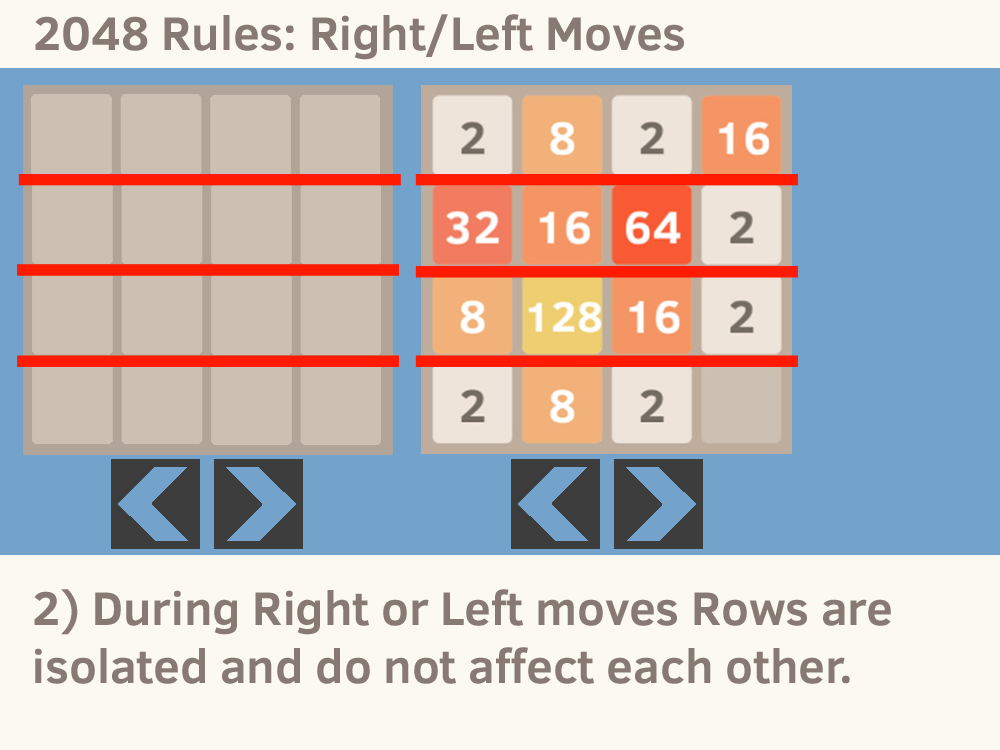 2048 Rules: Right/Left Moves
2 8 2 16
32 16 64 2
8 128 16 2
2 8 2
2) During Right or Left moves Rows are
isolated and do not affect each other.